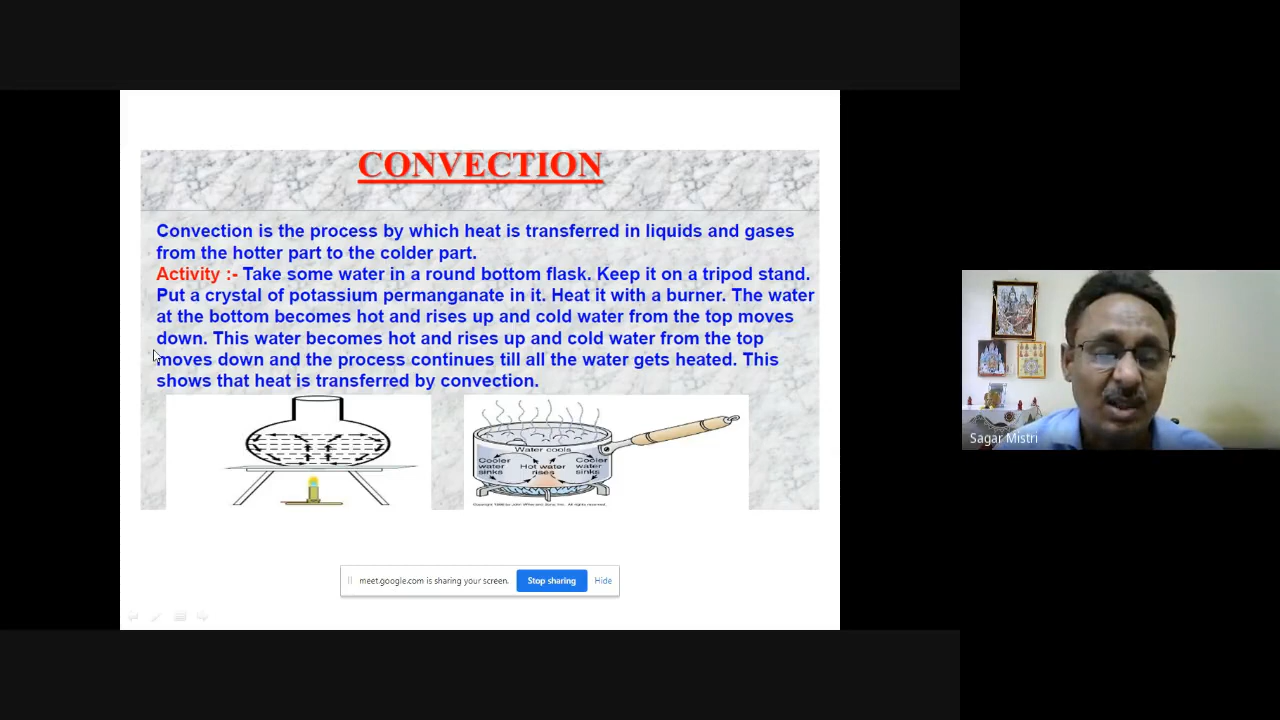 CONVECTION
Convection is the process by which heat is transferred in liquids and gases
from the hotter part to the colder part.
Activity :- Take some water in a round bottom flask. Keep it on a tripod stand.
Put a crystal of potassium permanganate in it. Heat it with a burner. The water
at the bottom becomes hot and rises up and cold water from the top moves
down. This water becomes hot and rises up and cold water from the top
moves down and the process continues till all the water gets heated. This
shows that heat is transferred by convection.
Water cools
Cooler
water
sinks
Hot water
rises
Cooler
water
sinks
meet.google.com is sharing your screen.
Stop sharing
Hide
Sagar Mistri